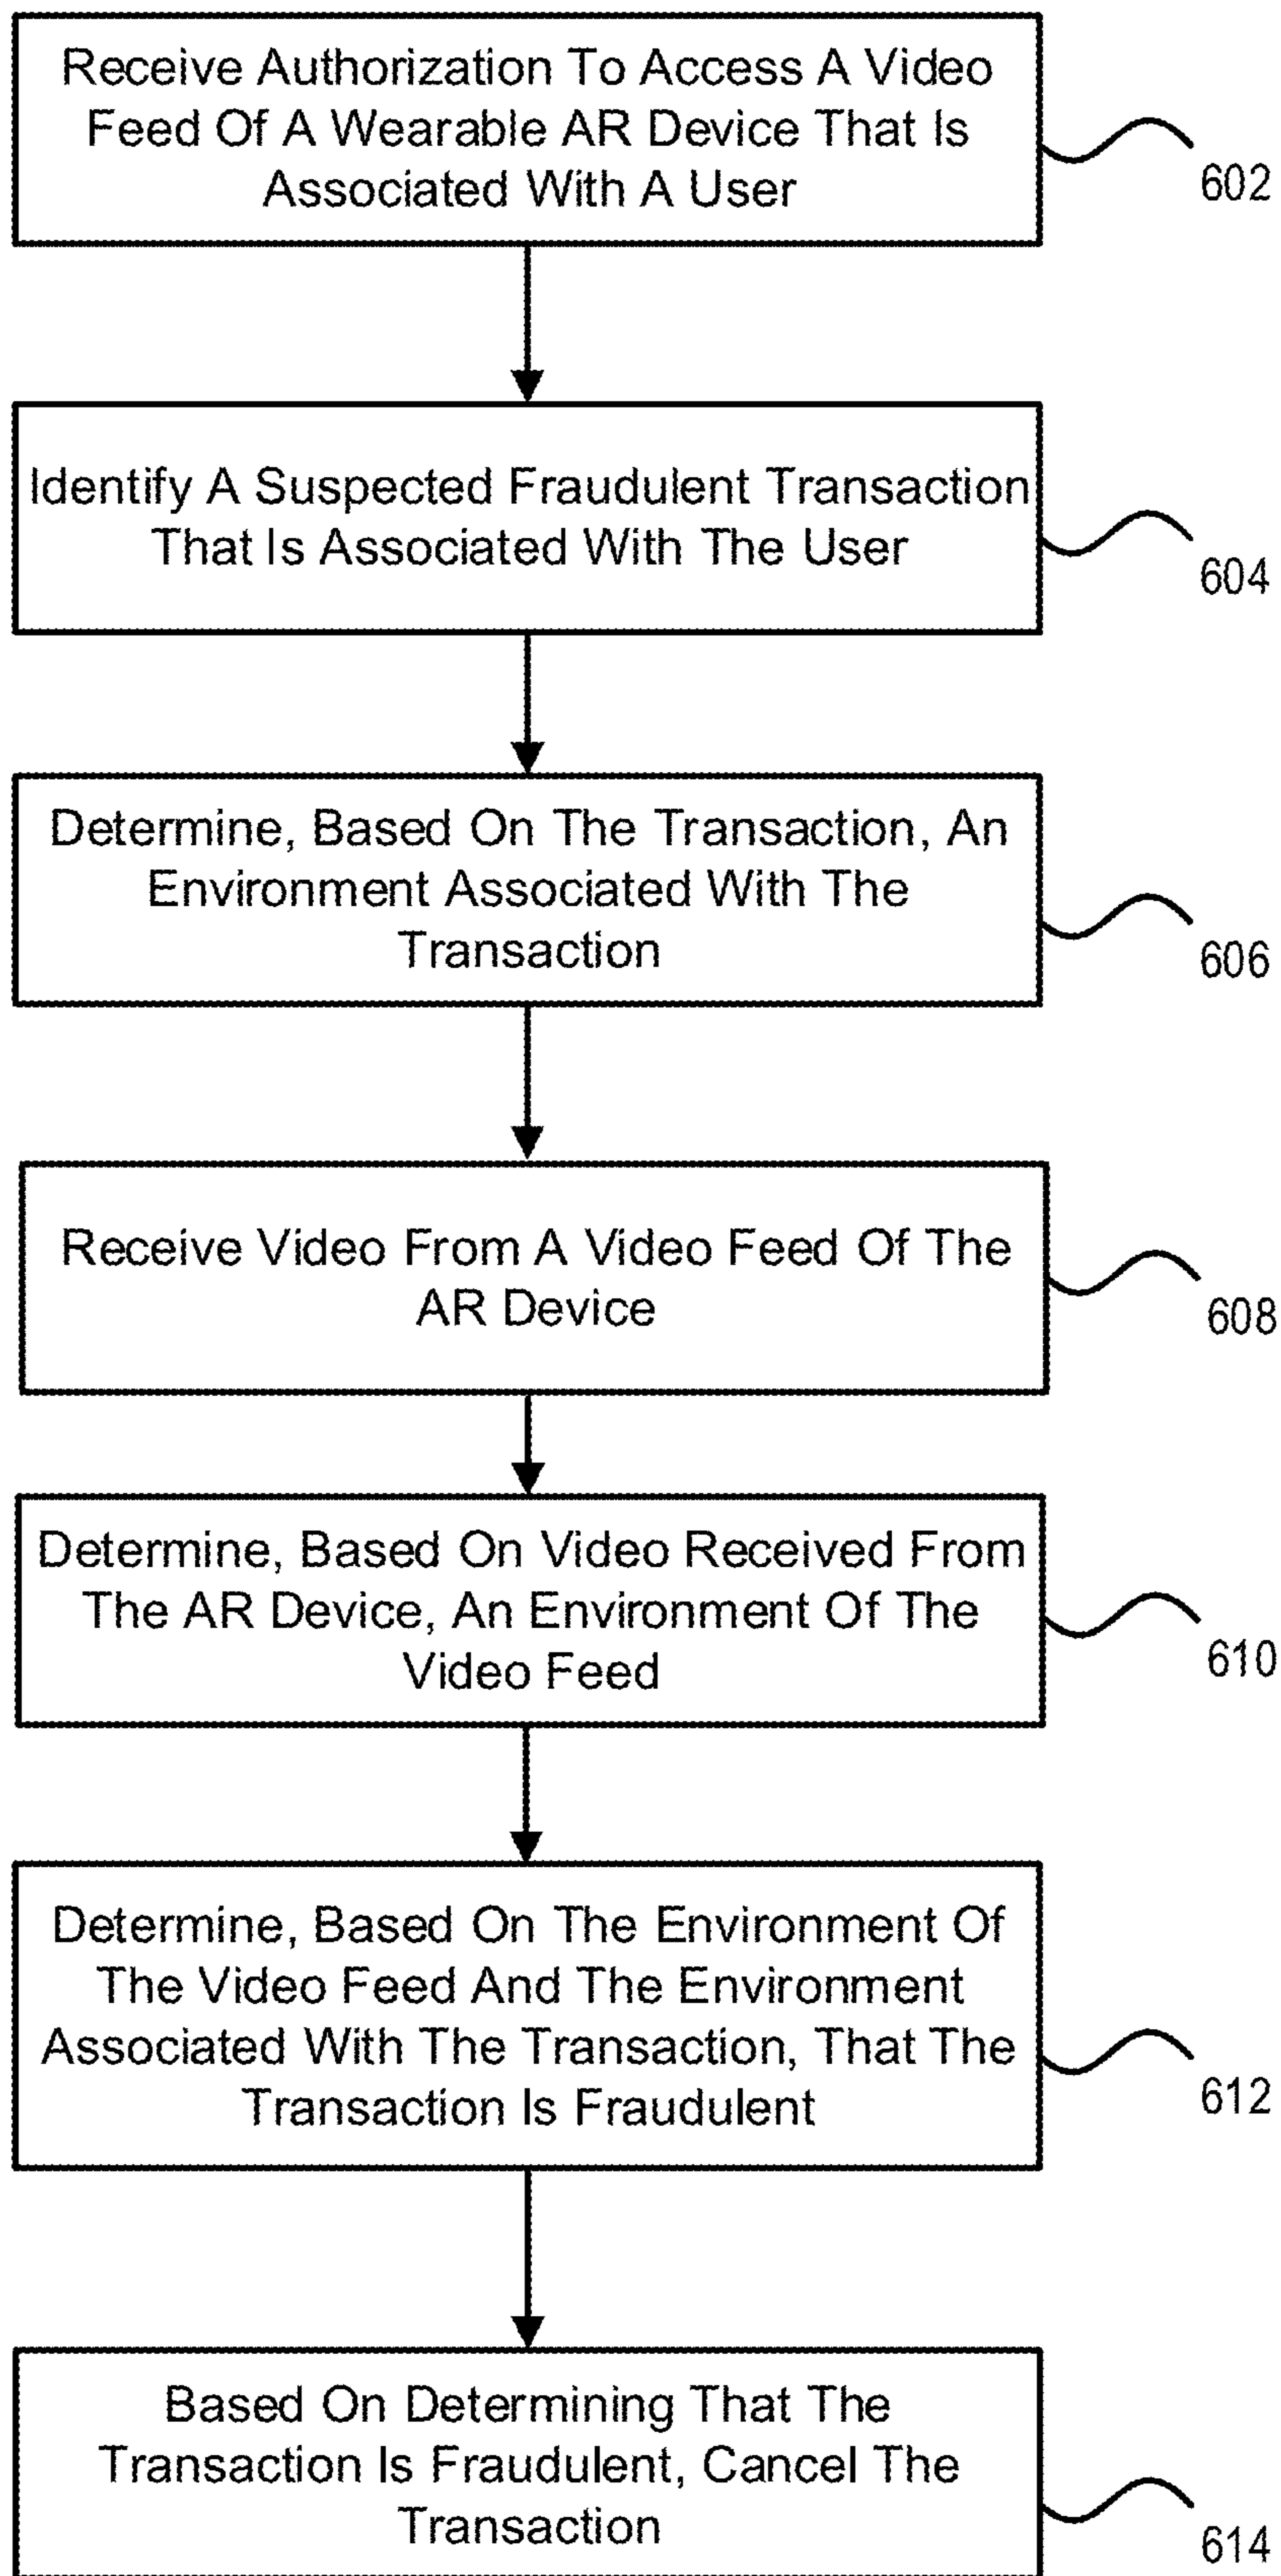 Receive Authorization To Access A Video
Feed Of A Wearable AR Device That Is
Associated With A User
602
Identify A Suspected Fraudulent Transaction
That Is Associated With The User
604
Determine, Based On The Transaction, An
Environment Associated With The
Transaction
606
Receive Video From A Video Feed Of The
AR Device
608
Determine, Based On Video Received From
The AR Device, An Environment Of The
Video Feed
610
Determine, Based On The Environment Of
The Video Feed And The Environment
Associated With The Transaction, That The
Transaction Is Fraudulent
612
Based On Determining That The
Transaction Is Fraudulent, Cancel The
Transaction
614